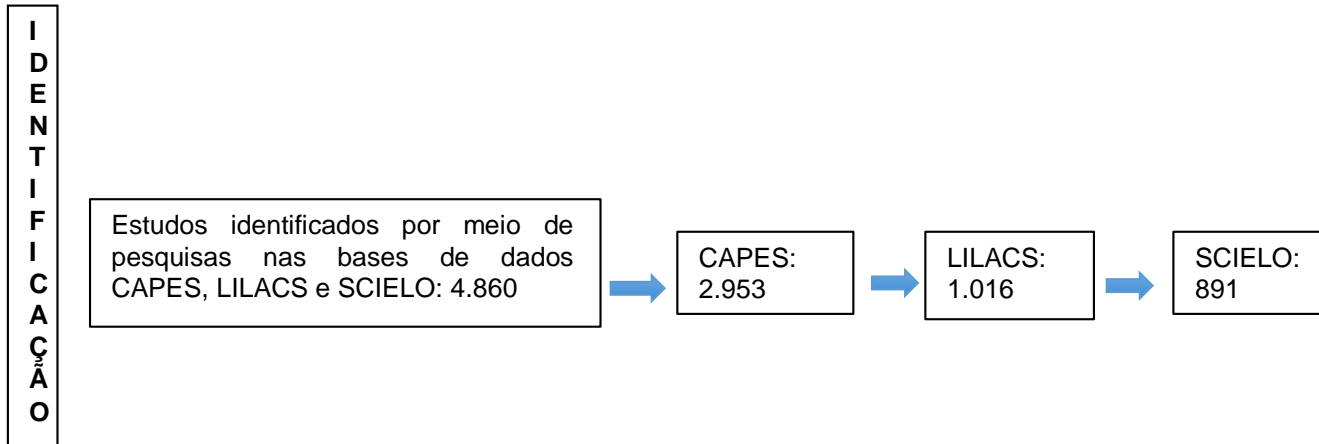 IDENTIFICAÇÃO
Estudos identificados por meio de
pesquisas nas bases de dados
CAPES, LILACS e SCIELO: 4.860
CAPES:
2.953
LILACS:
1.016
SCIELO:
891